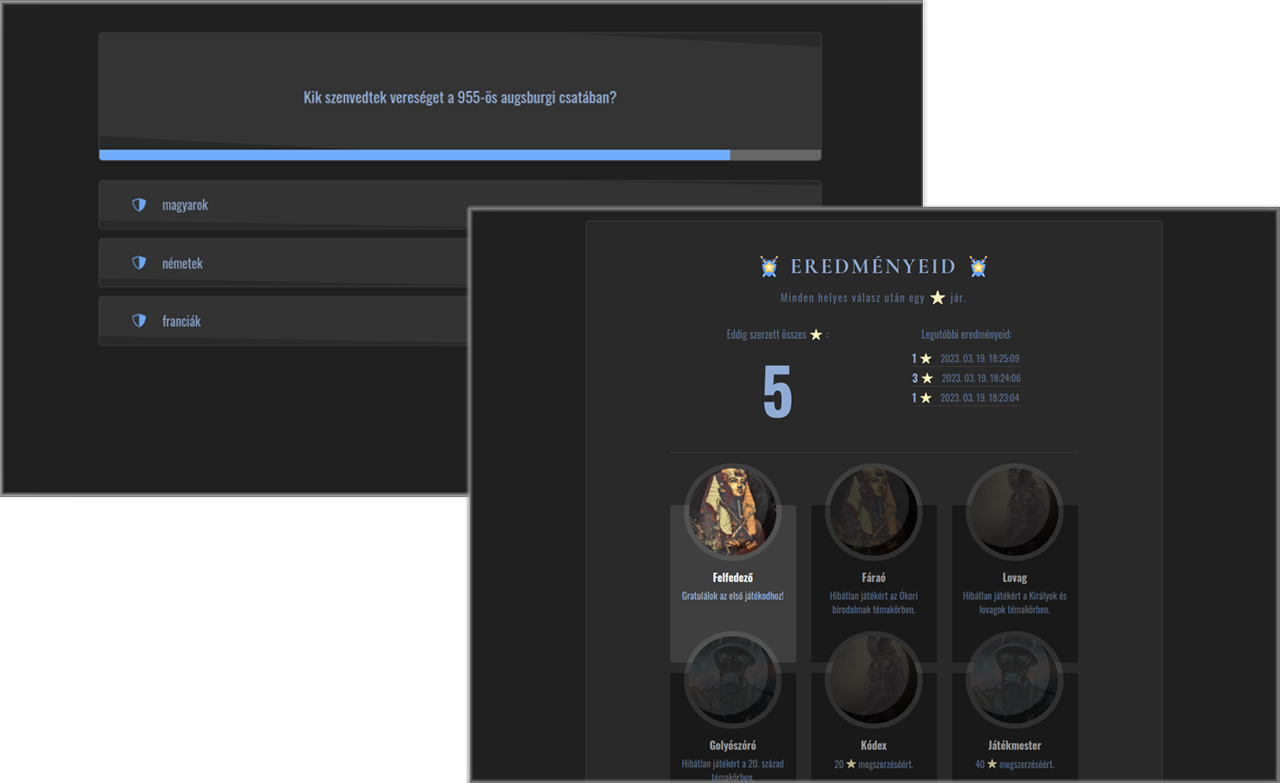 Kik szenvedtek vereséget a 955-ös augsburgi csatában?
magyarok
németek
franciák
EREDMÉNYEID
Minden helyes válasz után egy ★ jár.
Eddig szerzett összes ★ :
5
Legutóbbi eredményeid:
1 ★ 2023. 03. 19. 18:25:09
3 ★ 2023. 03. 19. 18:24:06
1 ★ 2023. 03. 19. 18:23:04
Felfedező
Gratulálok az első játékodhoz!
Fáraó
Hibátlan játékért az Ókori
birodalmak témakörben.
Lovag
Hibátlan játékért a Királyok és
lovagok témakörben.
Golyószóró
Hibátlan játékért a 20. század
témakörben.
Kódex
20 ★ megszerzéséért.
Játékmester
40 ★ megszerzéséért.